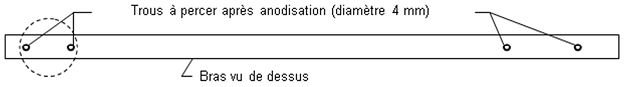 Trous à percer après anodisation (diamètre 4 mm)
Bras vu de dessus